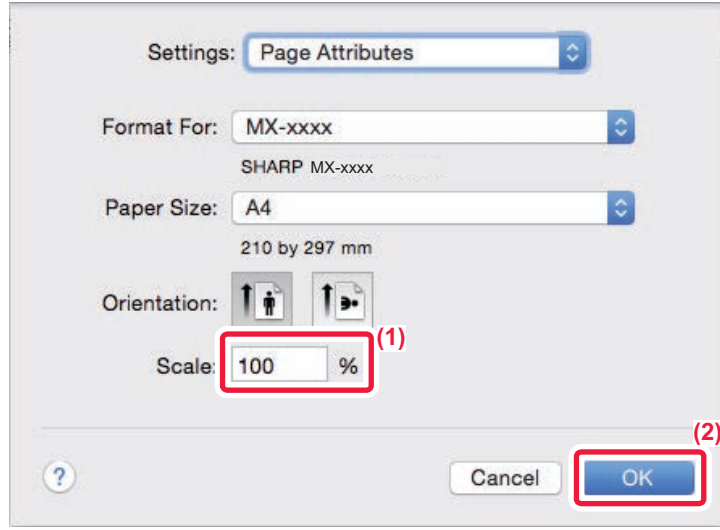 Settings: Page Attributes
Format For: MX-xxxx
SHARP MX-xxxx
Paper Size: A4
210 by 297 mm
Orientation:
(1)
Scale: 100 %
(2)
? Cancel OK